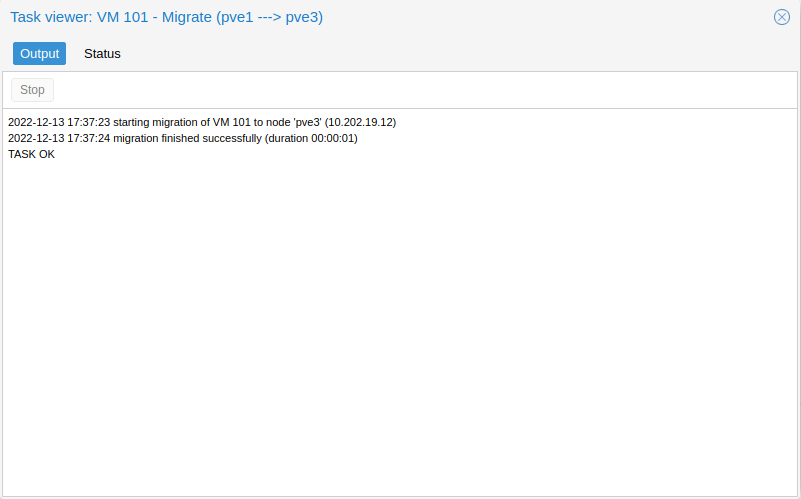 Task viewer: VM 101 - Migrate (pve1 ---> pve3)
Output Status
Stop
2022-12-13 17:37:23 starting migration of VM 101 to node 'pve3' (10.202.19.12)
2022-12-13 17:37:24 migration finished successfully (duration 00:00:01)
TASK OK